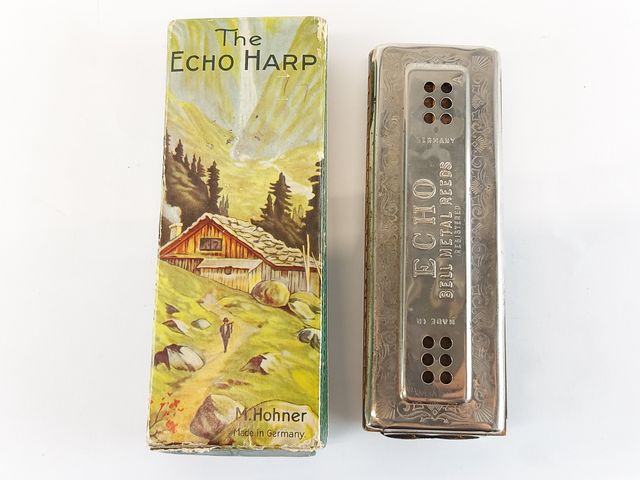 The
ECHO HARP
M. Hohner
Made in Germany
A
GERMANY
ECHO
BELL METAL REEDS
REGISTERED
MADE IN